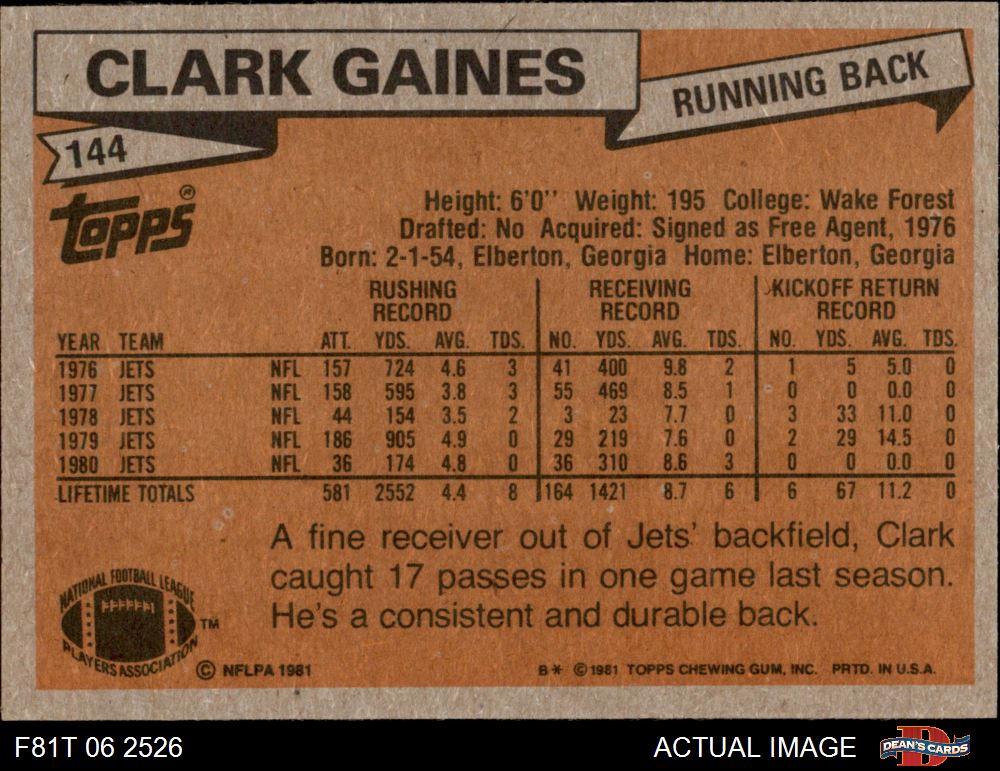 CLARK GAINES
RUNNING BACK
144
topps®
Height: 6'0'' Weight: 195 College: Wake Forest
Drafted: No Acquired: Signed as Free Agent, 1976
Born: 2-1-54, Elberton, Georgia Home: Elberton, Georgia
RUSHING RECORD RECEIVING RECORD KICKOFF RETURN RECORD
YEAR TEAM ATT. YDS. AVG. TDS. NO. YDS. AVG. TDS. NO. YDS. AVG. TDS.
1976 JETS NFL 157 724 4.6 3 41 400 9.8 2 1 5 5.0 0
1977 JETS NFL 158 595 3.8 3 55 469 8.5 1 0 0 0.0 0
1978 JETS NFL 44 154 3.5 2 3 23 7.7 0 3 33 11.0 0
1979 JETS NFL 186 905 4.9 0 29 219 7.6 0 2 29 14.5 0
1980 JETS NFL 36 174 4.8 0 36 310 8.6 3 0 0 0.0 0
LIFETIME TOTALS 581 2552 4.4 8 164 1421 8.7 6 6 67 11.2 0
A fine receiver out of Jets' backfield, Clark
caught 17 passes in one game last season.
He's a consistent and durable back.
NATIONAL FOOTBALL LEAGUE
PLAYERS ASSOCIATION
TM
© NFLPA 1981
B* © 1981 TOPPS CHEWING GUM, INC. PRTD. IN U.S.A.
F81T 06 2526
ACTUAL IMAGE
DEAN'S CARDS